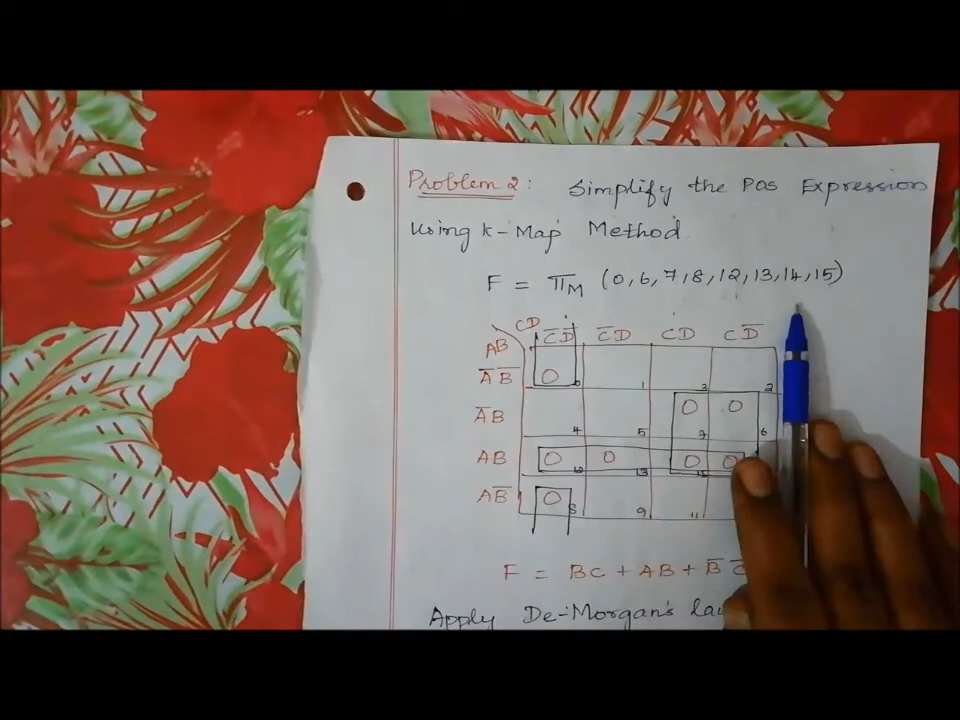 Problem 2: Simplify the POS Expression
using K-Map Method.
F = πM (0,6,7,8,12,13,14,15)
CD C̅D̅ C̅D CD CD̅
AB
A̅B̅ 0 0 1 3 2
A̅B 0 0
4 5 7 6
AB 0 0 0 0
13 15
AB̅ 0 8 9 11
F = BC + AB + B̅ C̅
Apply De-Morgan's law